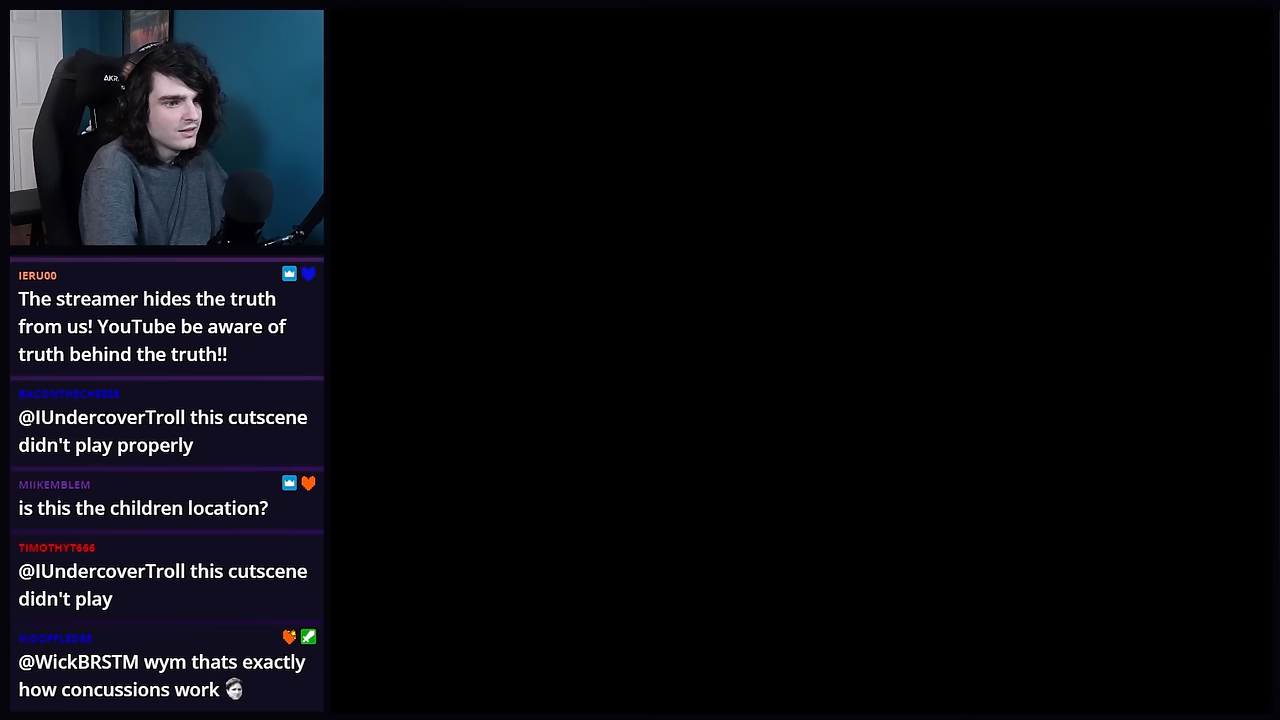 AKR
IERU00
The streamer hides the truth
from us! YouTube be aware of
truth behind the truth!!
BACONTHECHEESE
@IUndercoverTroll this cutscene
didn't play properly
MIIKEMBLEM
is this the children location?
TIMOTHYT666
@IUndercoverTroll this cutscene
didn't play
@WickBRSTM wym thats exactly
how concussions work